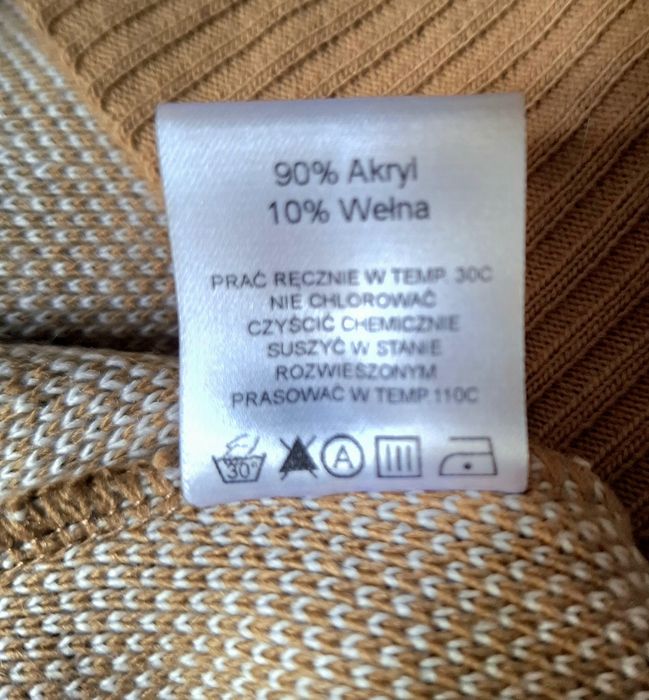 90% Akryl
10% Wełna
PRAĆ RĘCZNIE W TEMP. 30C
NIE CHLOROWAĆ
CZYŚCIĆ CHEMICZNIE
SUSZYĆ W STANIE
ROZWIESZONYM
PRASOWAĆ W TEMP.110C
30° A